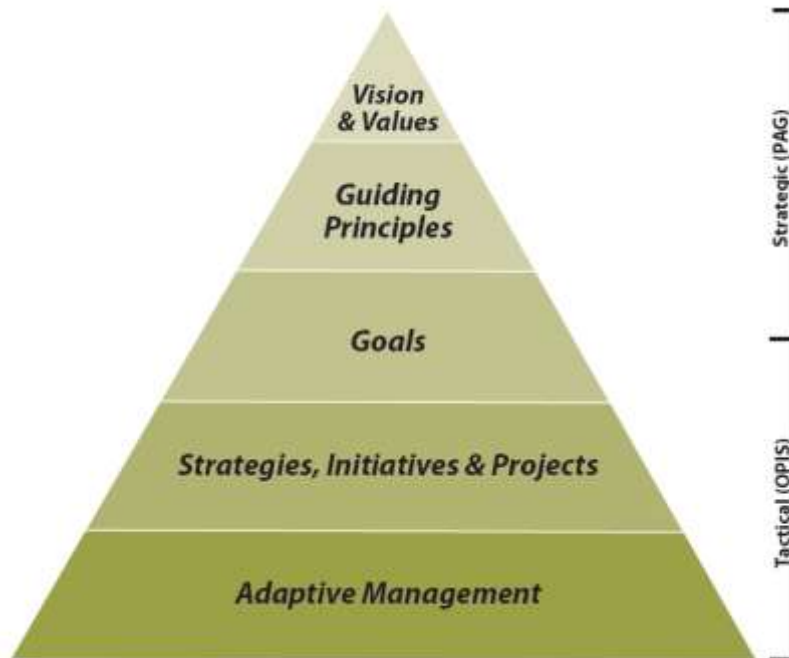 Vision
& Values
Guiding
Principles
Goals
Strategies, Initiatives & Projects
Adaptive Management
Strategic (PAG)
Tactical (OPIS)